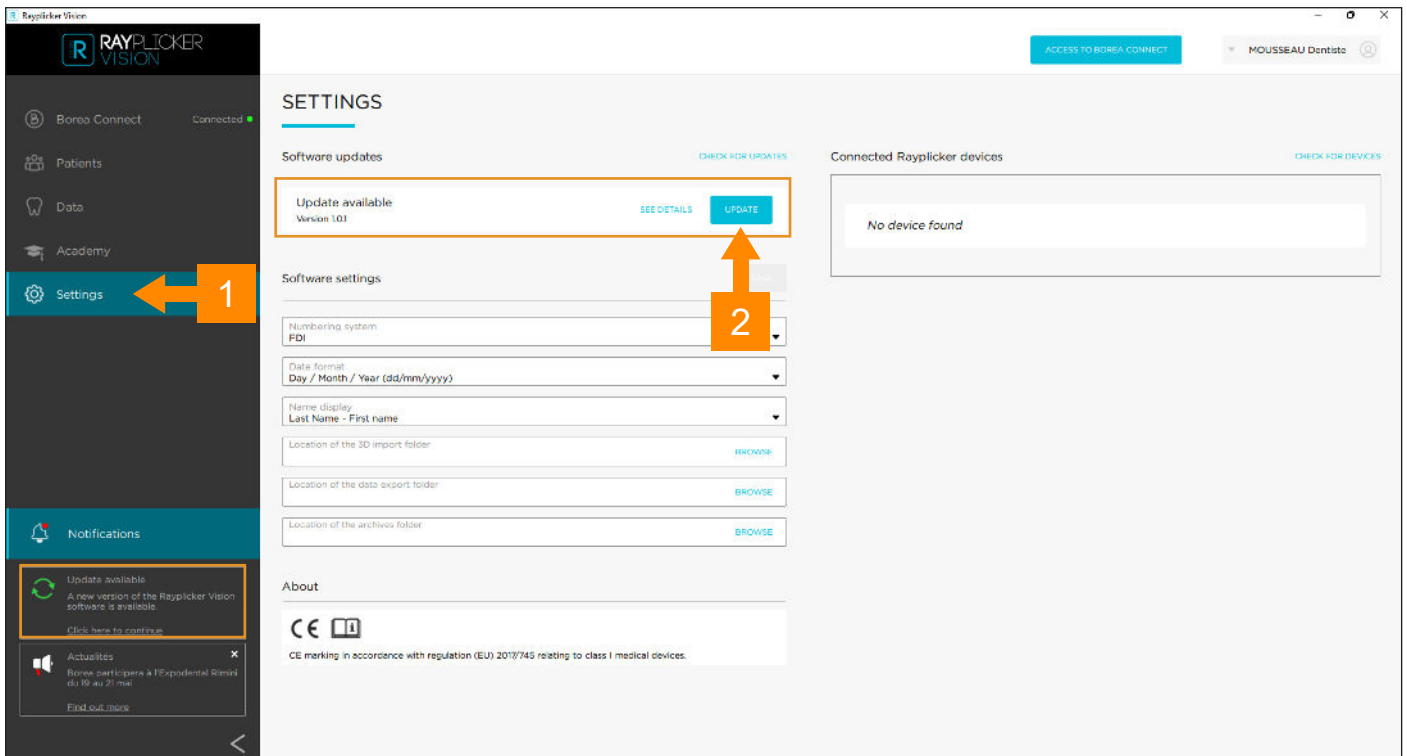 Rayplicker Vision
RAYPLICKER
VISION
ACCESS TO BOREA CONNECT
MOUSSEAU Dentiste
Borea Connect
Connected
Patients
Data
Academy
Settings
1
SETTINGS
Software updates
CHECK FOR UPDATES
Update available
Version 1.0.1
SEE DETAILS
UPDATE
2
Software settings
Numbering system
FDI
Date format
Day / Month / Year (dd/mm/yyyy)
Name display
Last Name - First name
Location of the 3D import folder
BROWSE
Location of the data export folder
BROWSE
Location of the archives folder
BROWSE
About
CE
CE marking in accordance with regulation (EU) 2017/745 relating to class I medical devices.
Connected Rayplicker devices
CHECK FOR DEVICES
No device found
Notifications
Update available
A new version of the Rayplicker Vision
software is available.
Click here to continue
Actualités
Borea participera à l'Expodental Rimini
du 19 au 21 mai
Find out more